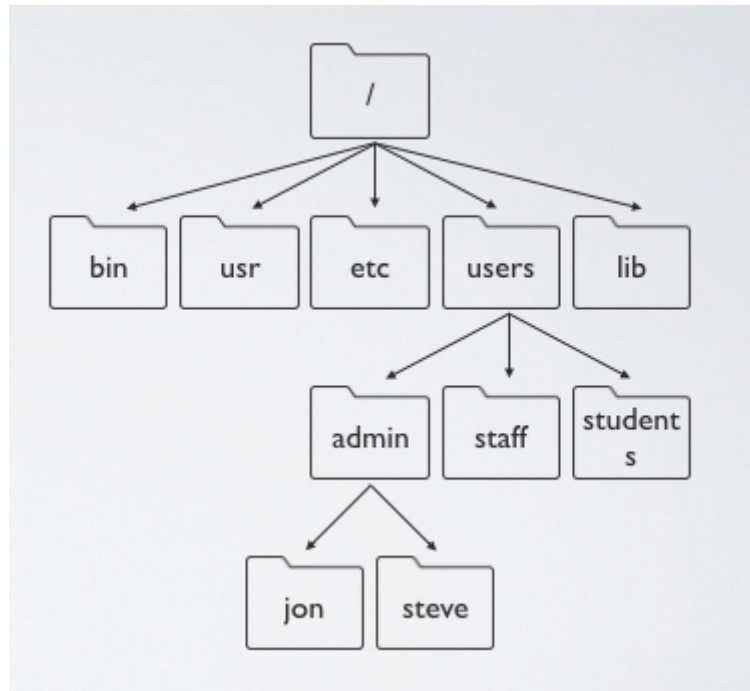 /
bin
usr
etc
users
lib
admin
staff
student
s
jon
steve